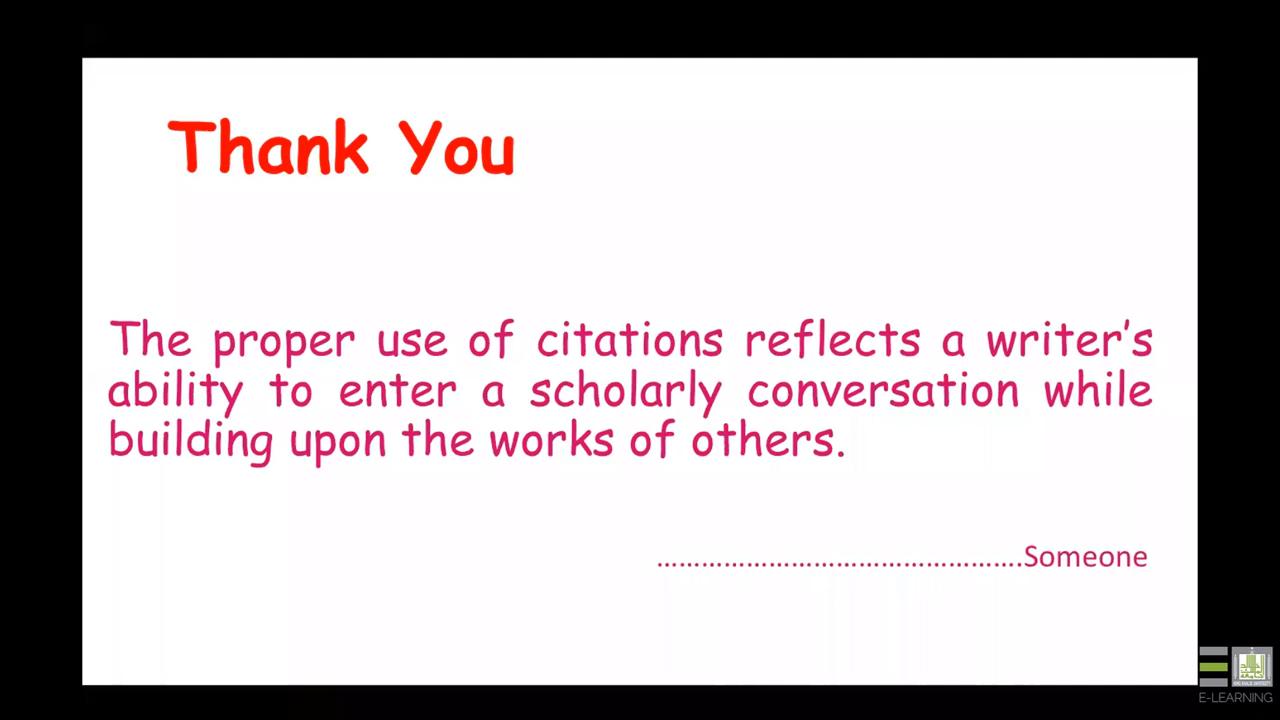 Thank You
The proper use of citations reflects a writer’s
ability to enter a scholarly conversation while
building upon the works of others.
……………………………………….Someone
E-LEARNING